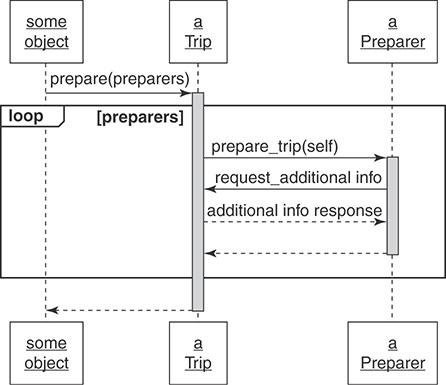 some
object
a
Trip
a
Preparer
prepare(preparers)
loop
[preparers]
prepare_trip(self)
request_additional info
additional info response
some
object
a
Trip
a
Preparer